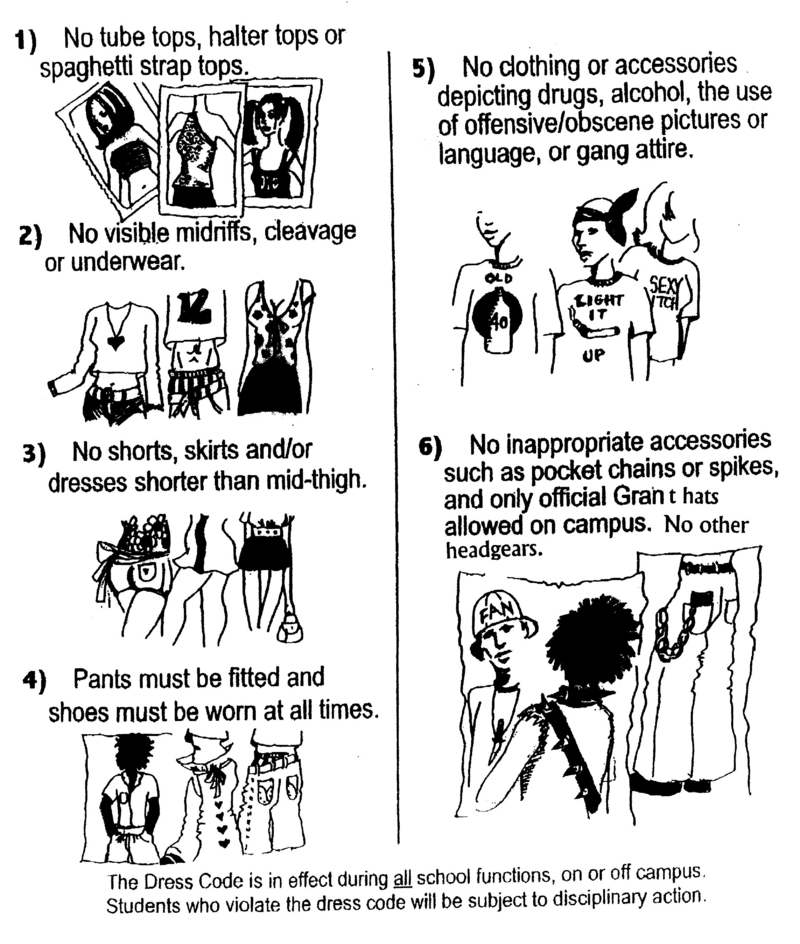 1) No tube tops, halter tops or
spaghetti strap tops.
2) No visible midriffs, cleavage
or underwear.
12
3) No shorts, skirts and/or
dresses shorter than mid-thigh.
4) Pants must be fitted and
shoes must be worn at all times.
5) No clothing or accessories
depicting drugs, alcohol, the use
of offensive/obscene pictures or
language, or gang attire.
OLD
40
LIGHT
IT
UP
SEXY
ITCH
6) No inappropriate accessories
such as pocket chains or spikes,
and only official Grant hats
allowed on campus. No other
headgears.
FAN
The Dress Code is in effect during all school functions, on or off campus.
Students who violate the dress code will be subject to disciplinary action.